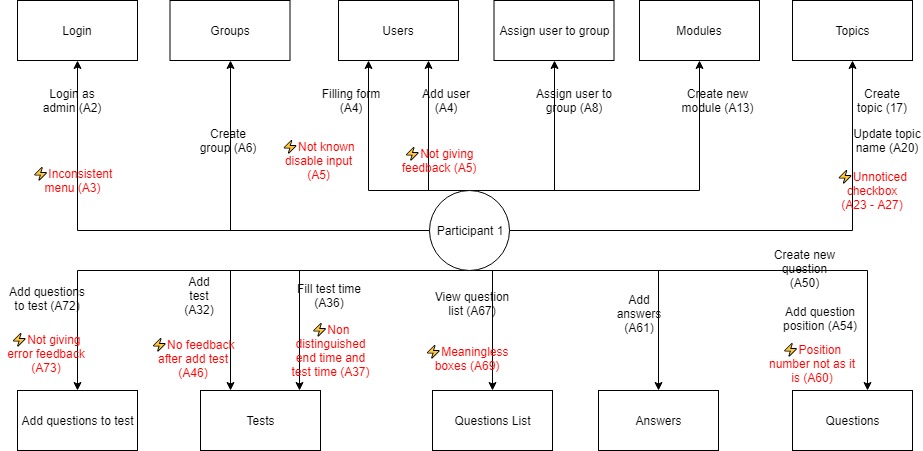 Login
Groups
Users
Assign user to group
Modules
Topics
Login as
admin (A2)
Filling form
(A4)
Add user
(A4)
Assign user to
group (A8)
Create new
module (A13)
Create
topic (17)
Create
group (A6)
Update topic
name (A20)
Inconsistent
menu (A3)
Not known
disable input
(A5)
Not giving
feedback (A5)
Unnoticed
checkbox
(A23 - A27)
Participant 1
Add questions
to test (A72)
Add
test
(A32)
Fill test time
(A36)
View question
list (A67)
Add
answers
(A61)
Create new
question
(A50)
Add question
position (A54)
Not giving
error feedback
(A73)
No feedback
after add test
(A46)
Non
distinguished
end time and
test time (A37)
Meaningless
boxes (A69)
Position
number not as it
is (A60)
Add questions to test
Tests
Questions List
Answers
Questions